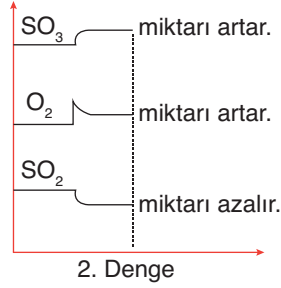 SO₃ miktarı artar.
O₂ miktarı artar.
SO₂ miktarı azalır.
2. Denge